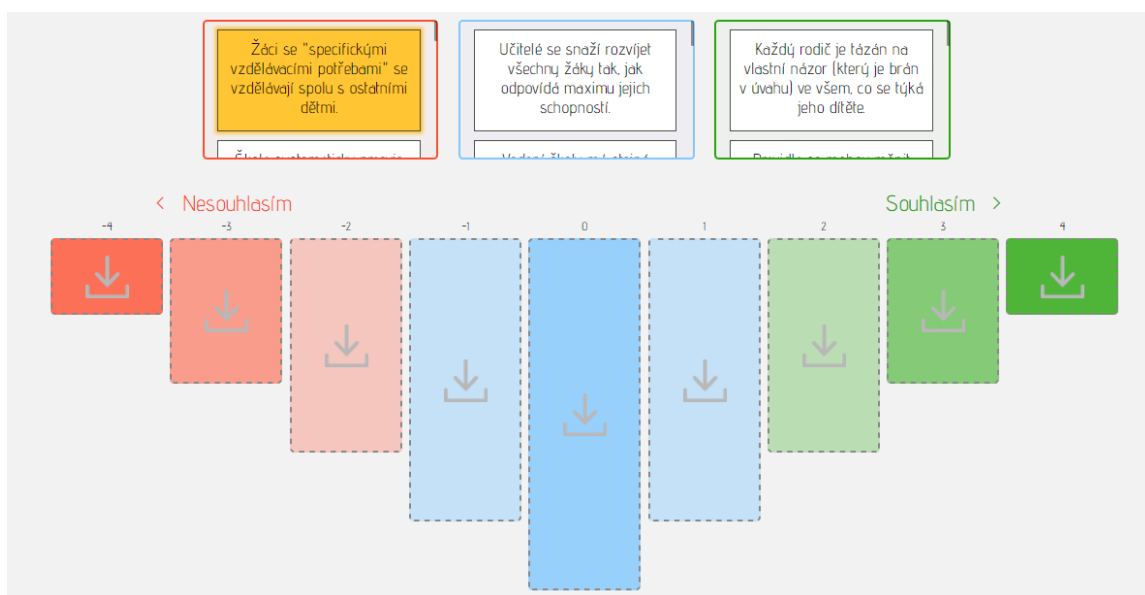 Žáci se "specifickými
vzdělávacími potřebami" se
vzdělávají spolu s ostatními
dětmi.
Učitelé se snaží rozvíjet
všechny žáky tak, jak
odpovídá maximu jejich
schopností.
Každý rodič je tázán na
vlastní názor (který je brán
v úvahu) ve všem, co se týká
jeho dítěte.
< Nesouhlasím
Souhlasím >
-4 -3 -2 -1 0 1 2 3 4